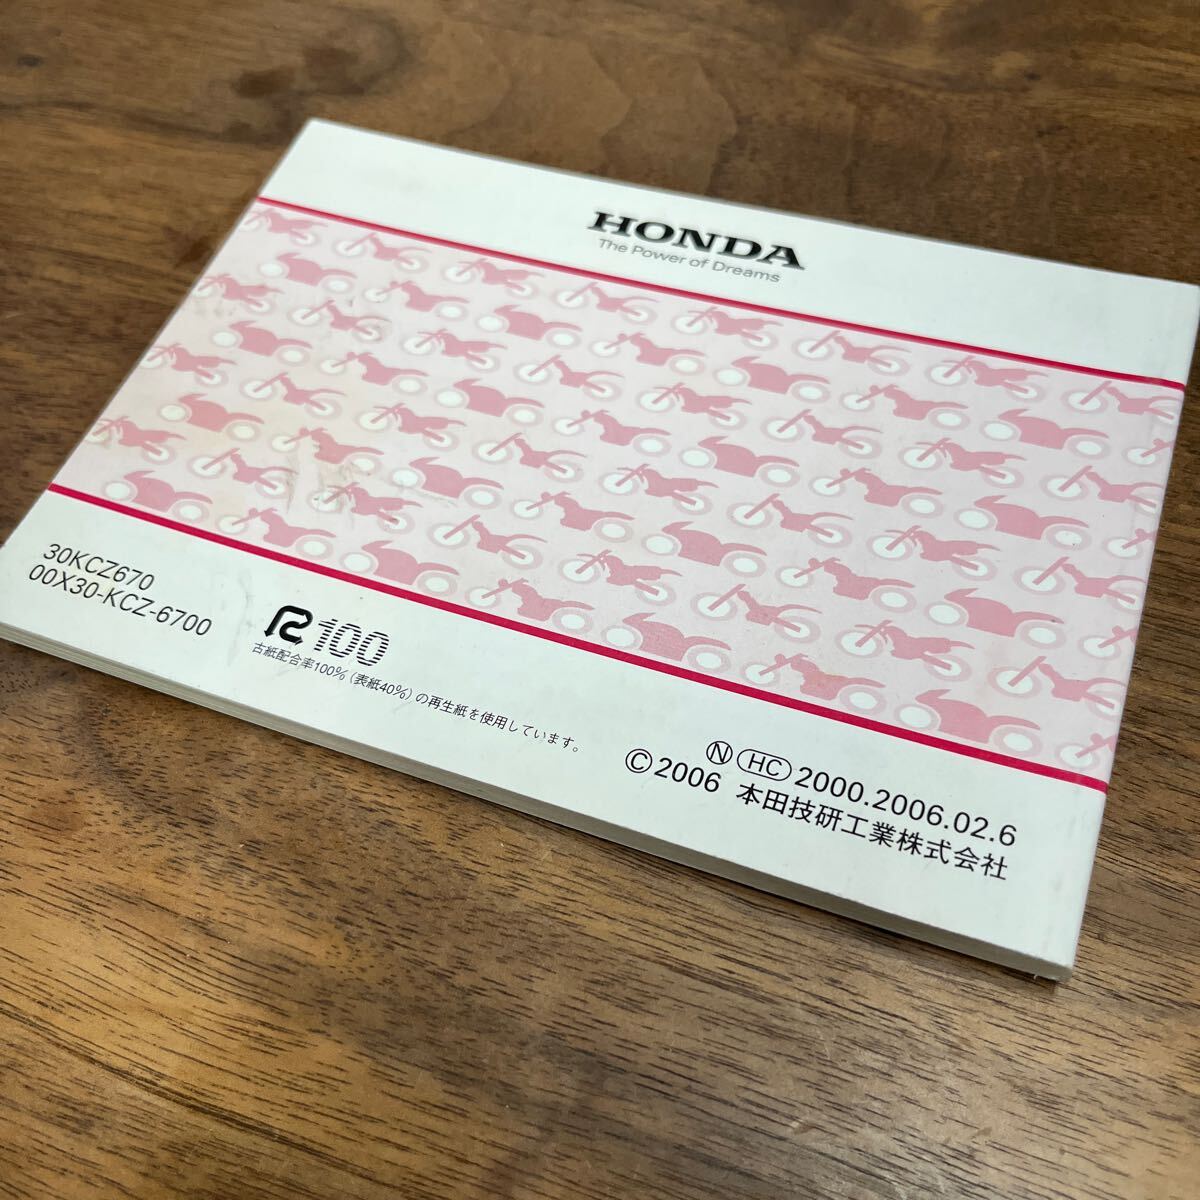 HONDA
The Power of Dreams
30KCZ670
00X30-KCZ-6700
R100
古紙配合率100%(表紙40%)の再生紙を使用しています。
Ⓝ HC 2000.2006.02.6
©2006 本田技研工業株式会社